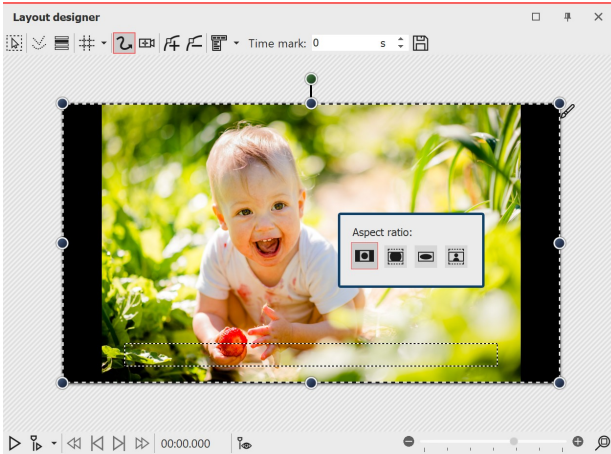 Layout designer
Time mark: 0 s
Aspect ratio:
00:00.000